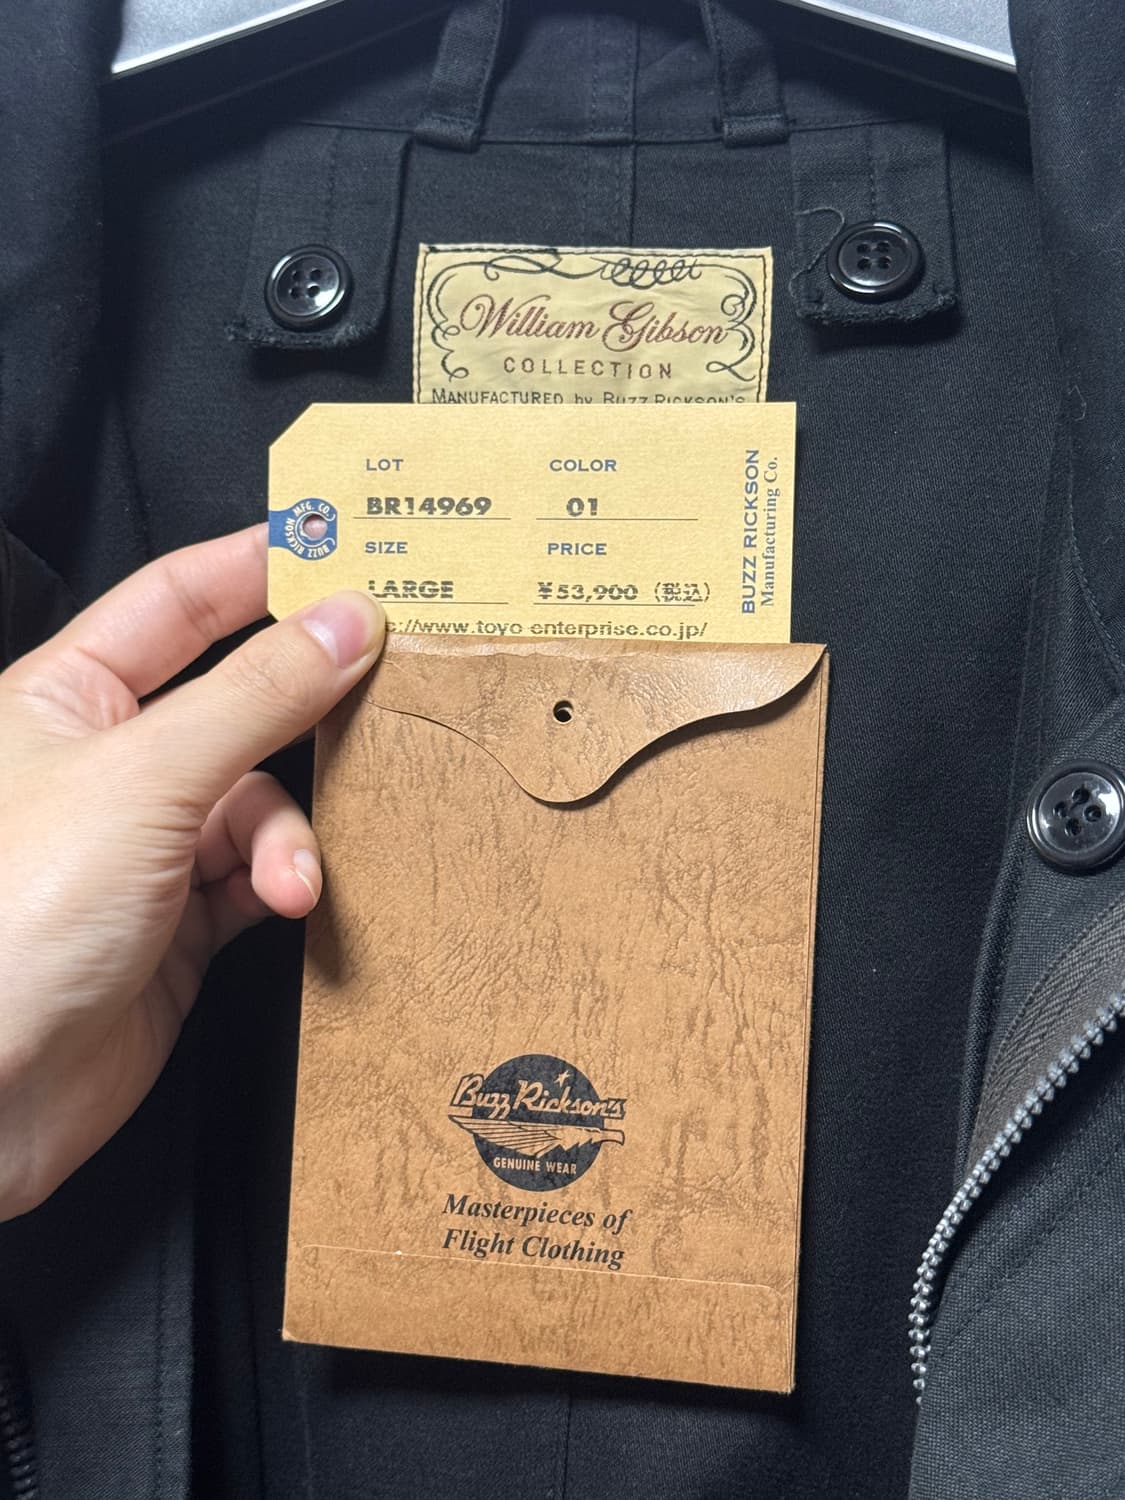 William Gibson
COLLECTION
MANUFACTURED by BUZZ RICKSON'S
LOT
COLOR
BR14969
01
SIZE
PRICE
LARGE
¥53,900 (税込)
://www.toyo-enterprise.co.jp/
BUZZ RICKSON
Manufacturing Co.
BUZZ RICKSON MFG. CO.
Buzz Rickson's
GENUINE WEAR
Masterpieces of
Flight Clothing